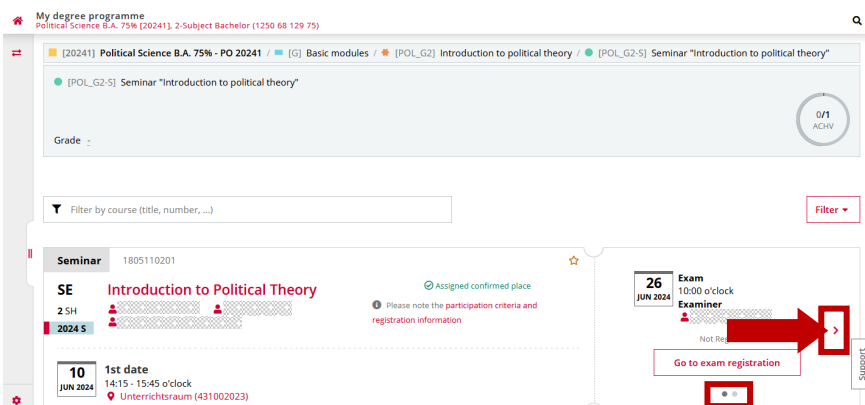 My degree programme
Political Science B.A. 75% [20241], 2-Subject Bachelor (1250 68 129 75)
[20241] Political Science B.A. 75% - PO 20241 / [G] Basic modules / [POL_G2] Introduction to political theory / [POL_G2-S] Seminar "Introduction to political theory"
[POL_G2-S] Seminar "Introduction to political theory"
0/1
ACHV
Grade -
Filter by course (title, number, ...)
Filter
Seminar 1805110201
SE Introduction to Political Theory
2 SH
2024 S
Assigned confirmed place
Please note the participation criteria and
registration information
10
JUN 2024
1st date
14:15 - 15:45 o'clock
Unterrichtsraum (431002023)
26
JUN 2024
Exam
10:00 o'clock
Examiner
Not
Go to exam registration
Support